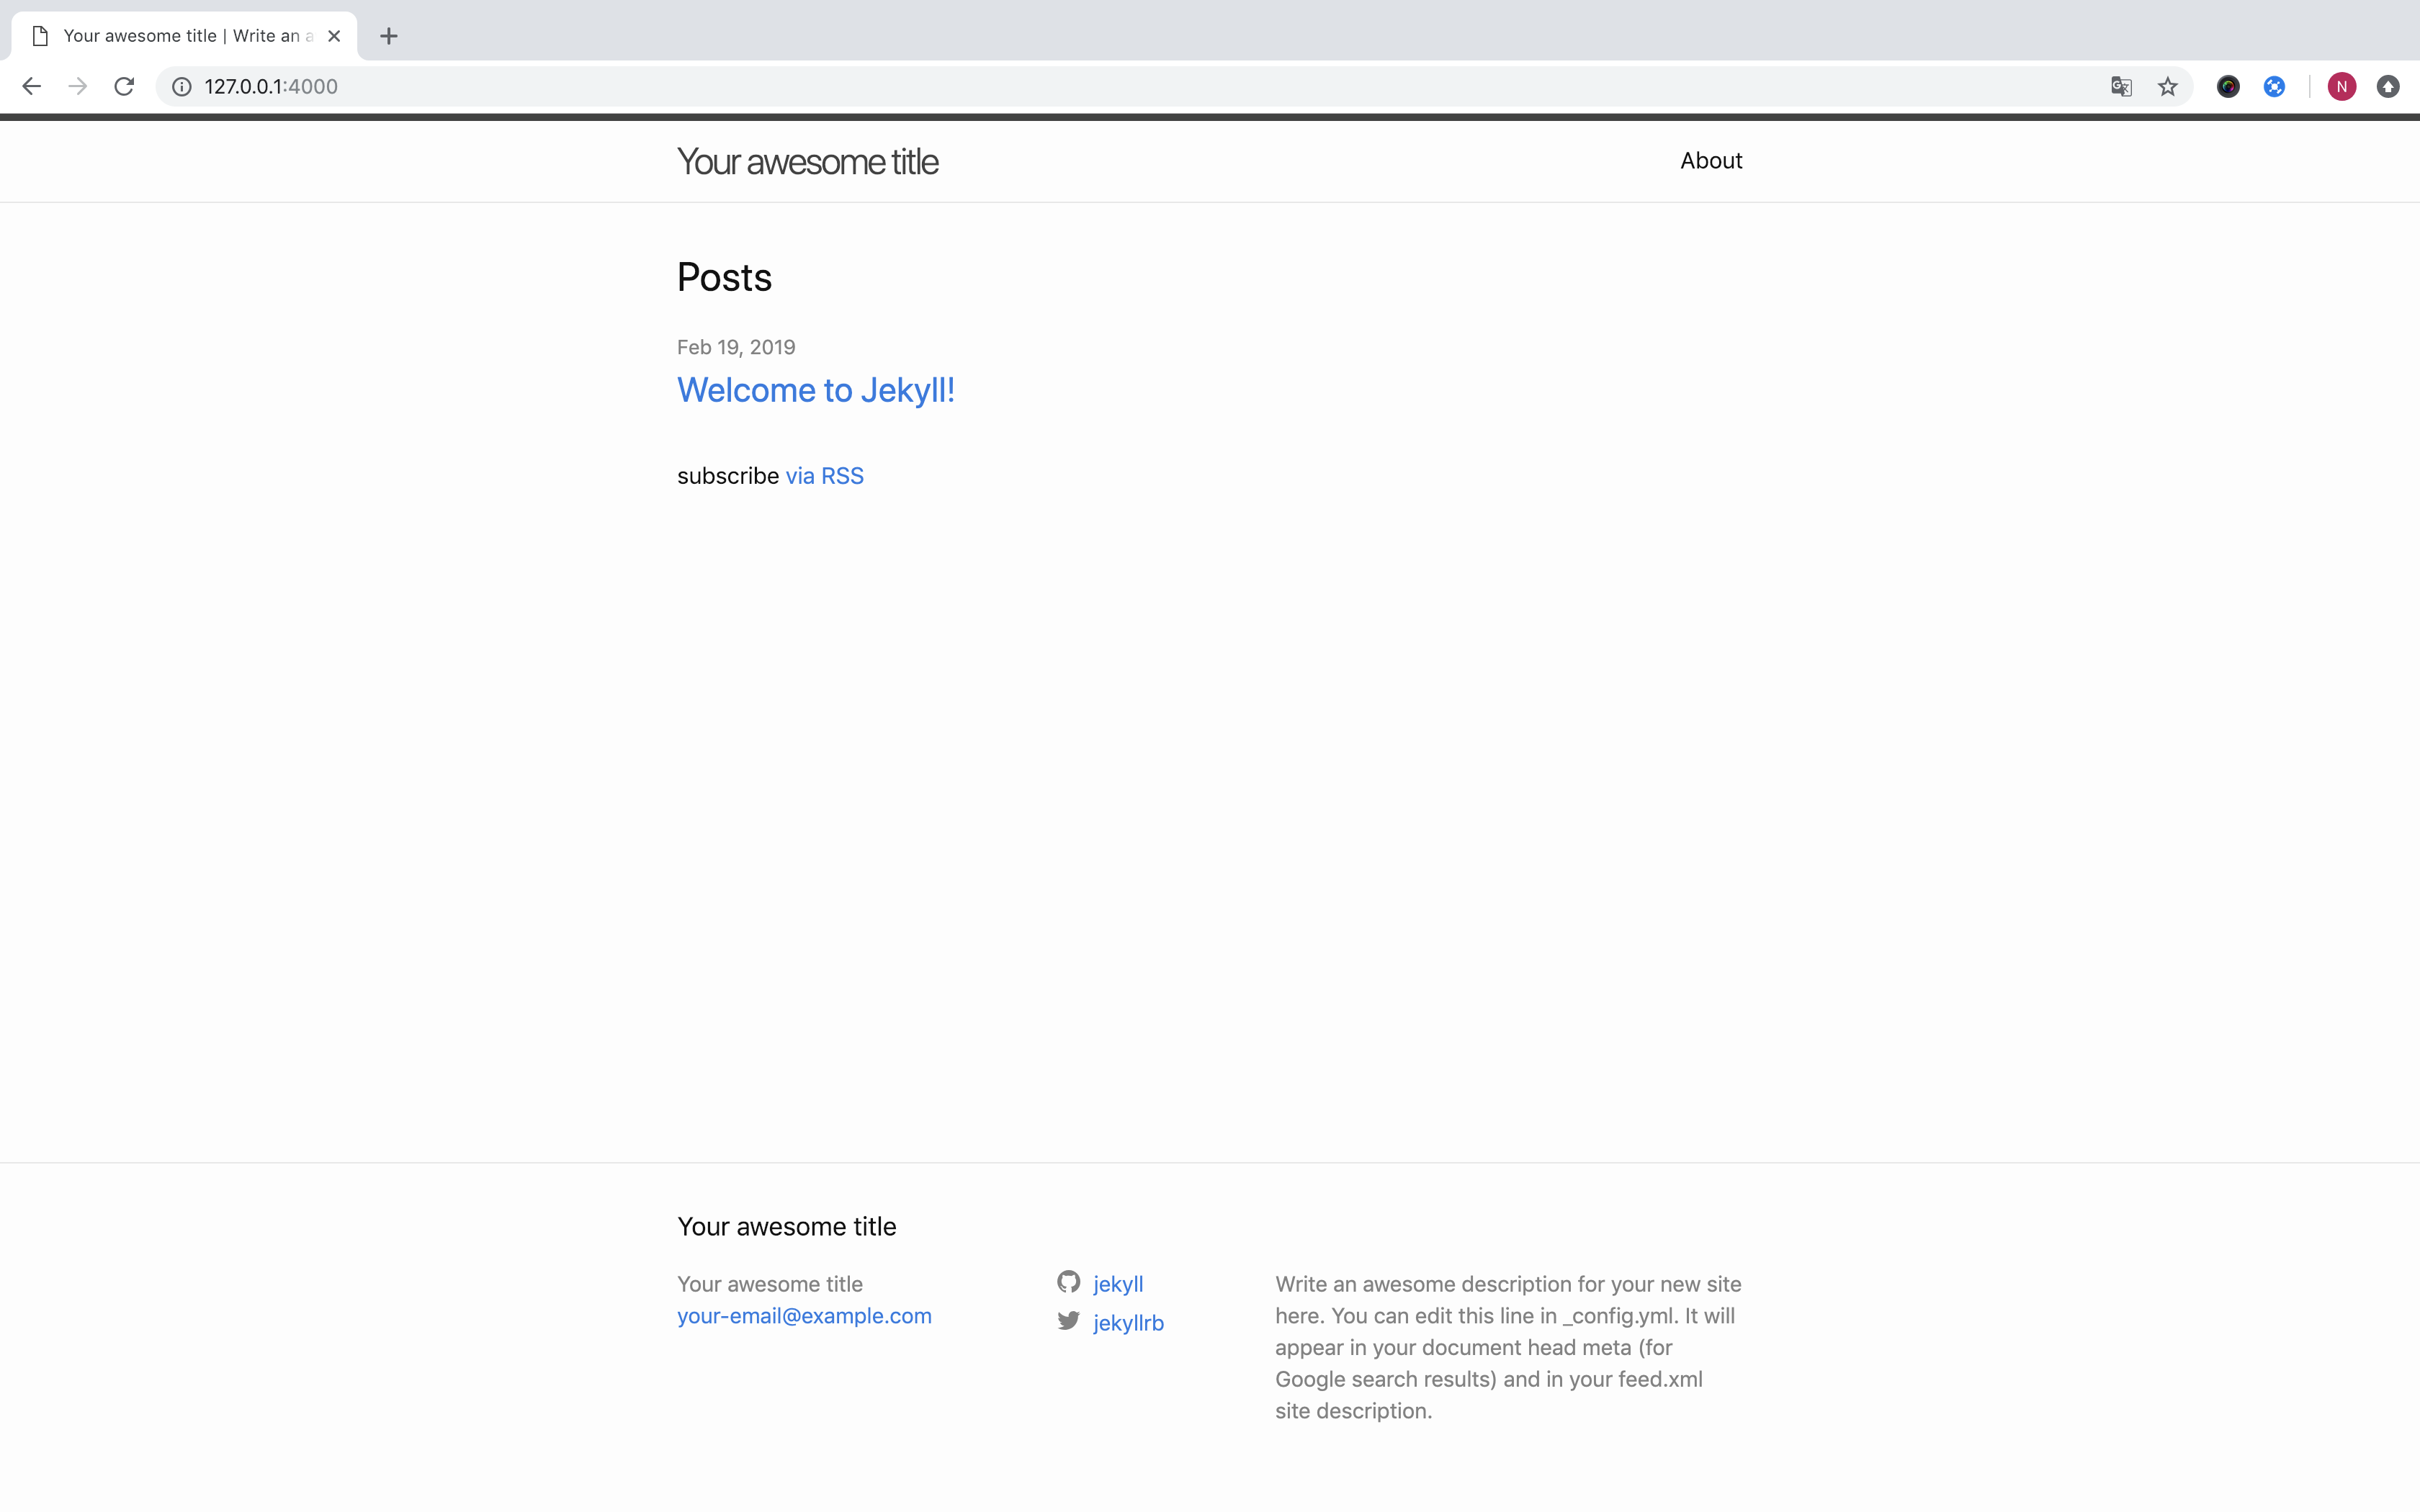 Your awesome title | Write an a
127.0.0.1:4000
N
Your awesome title
About
Posts
Feb 19, 2019
Welcome to Jekyll!
subscribe via RSS
Your awesome title
Your awesome title
your-email@example.com
jekyll
jekyllrb
Write an awesome description for your new site
here. You can edit this line in _config.yml. It will
appear in your document head meta (for
Google search results) and in your feed.xml
site description.